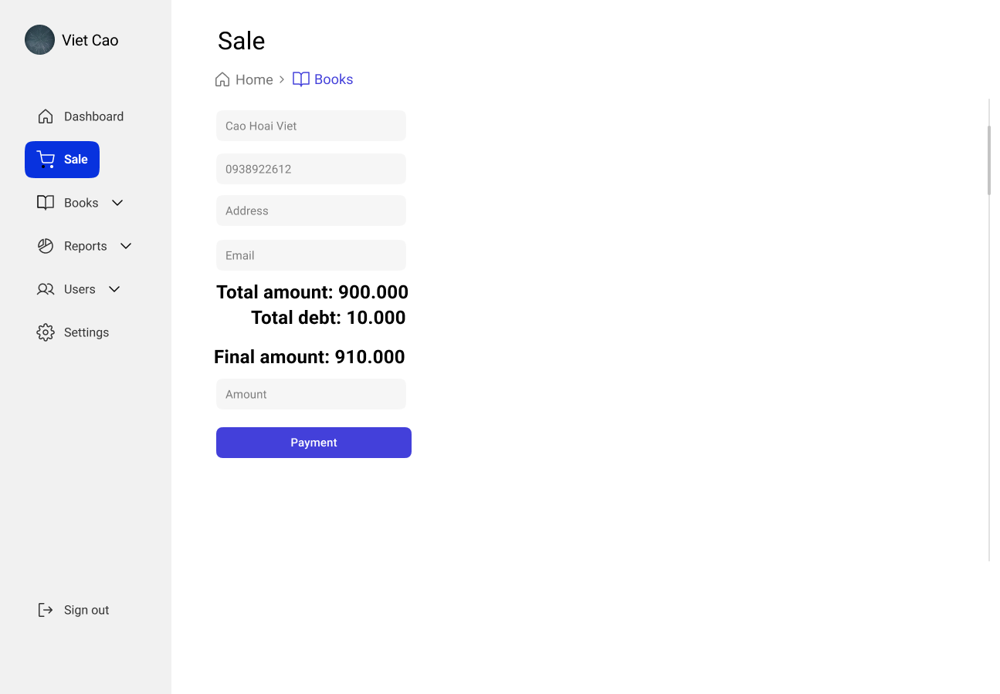 Viet Cao
Dashboard
Sale
Books
Reports
Users
Settings
Sign out
Sale
Home
Books
Cao Hoai Viet
0938922612
Address
Email
Total amount: 900.000
Total debt: 10.000
Final amount: 910.000
Amount
Payment